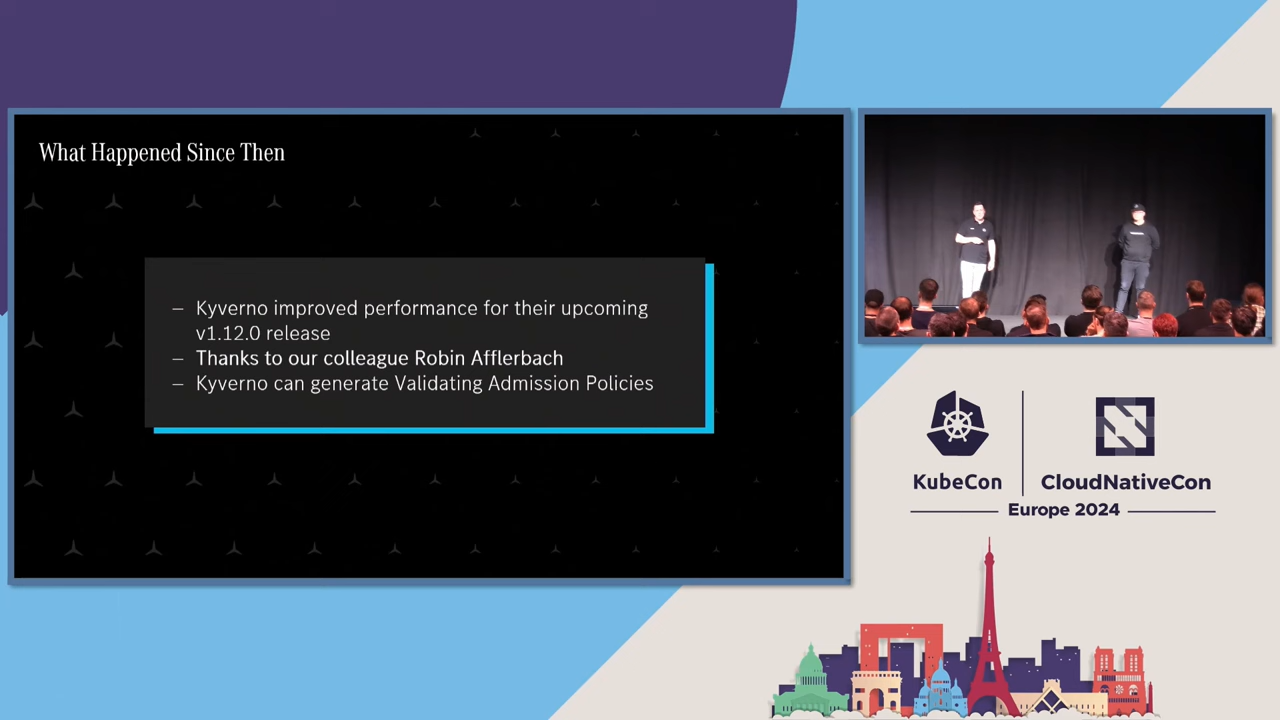 What Happened Since Then
– Kyverno improved performance for their upcoming
v1.12.0 release
– Thanks to our colleague Robin Afflerbach
– Kyverno can generate Validating Admission Policies
KubeCon
CloudNativeCon
Europe 2024